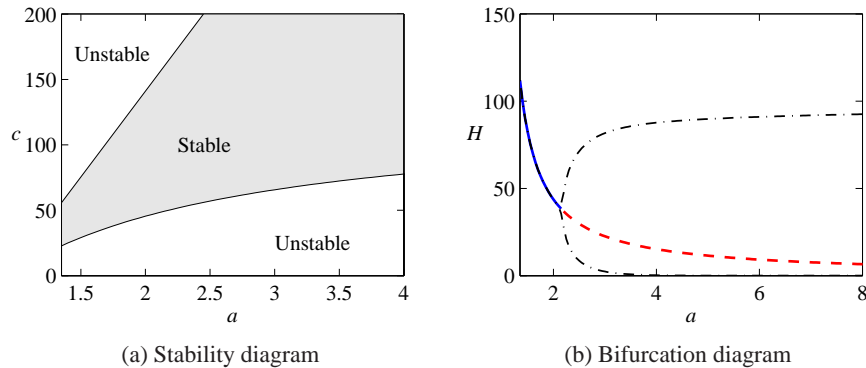 200
150
100
50
0
c
Unstable
Stable
Unstable
1.5
2
2.5
3
3.5
4
a
(a) Stability diagram
150
100
50
0
H
2
4
6
8
a
(b) Bifurcation diagram